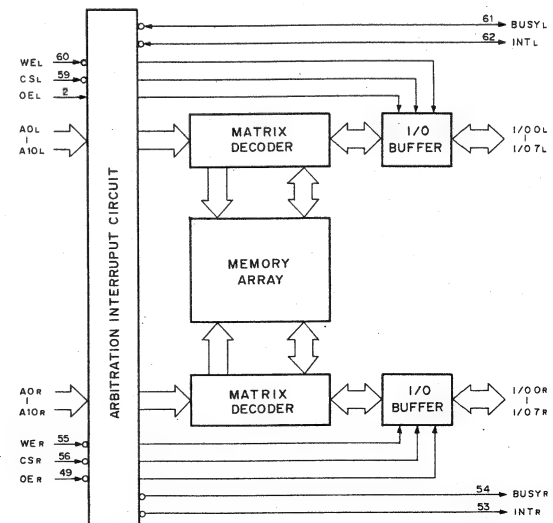 61 BUSYL
62 INTL
WEL 60
CSL 59
OEL 2
A0L
A10L
MATRIX
DECODER
I/O
BUFFER
I/O0L
I/O7L
ARBITRATION INTERRUPUT CIRCUIT
MEMORY
ARRAY
A0R
A10R
MATRIX
DECODER
I/O
BUFFER
I/O0R
I/O7R
WER 55
CSR 56
OER 49
54 BUSYR
53 INTR